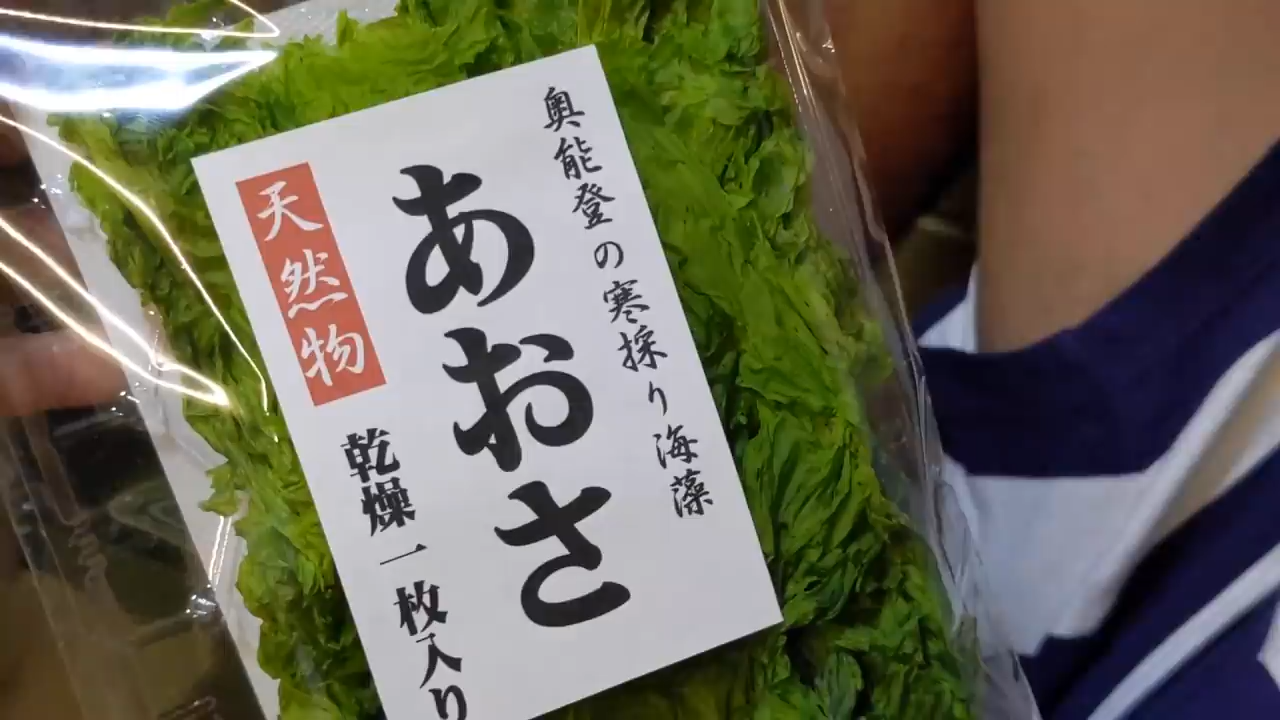 奥能登の寒採り海藻
あおさ
天然物
乾燥一枚入り